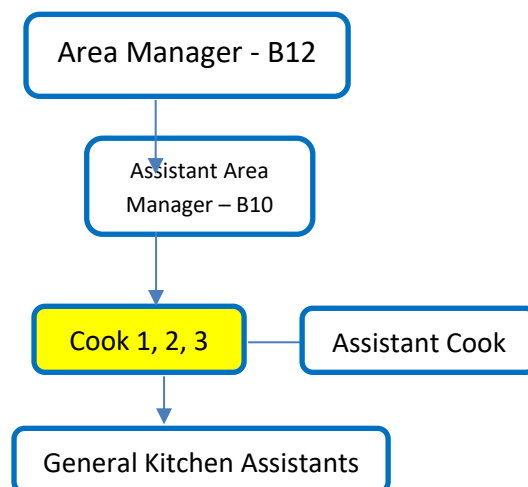 Area Manager - B12
Assistant Area
Manager – B10
Cook 1, 2, 3
Assistant Cook
General Kitchen Assistants